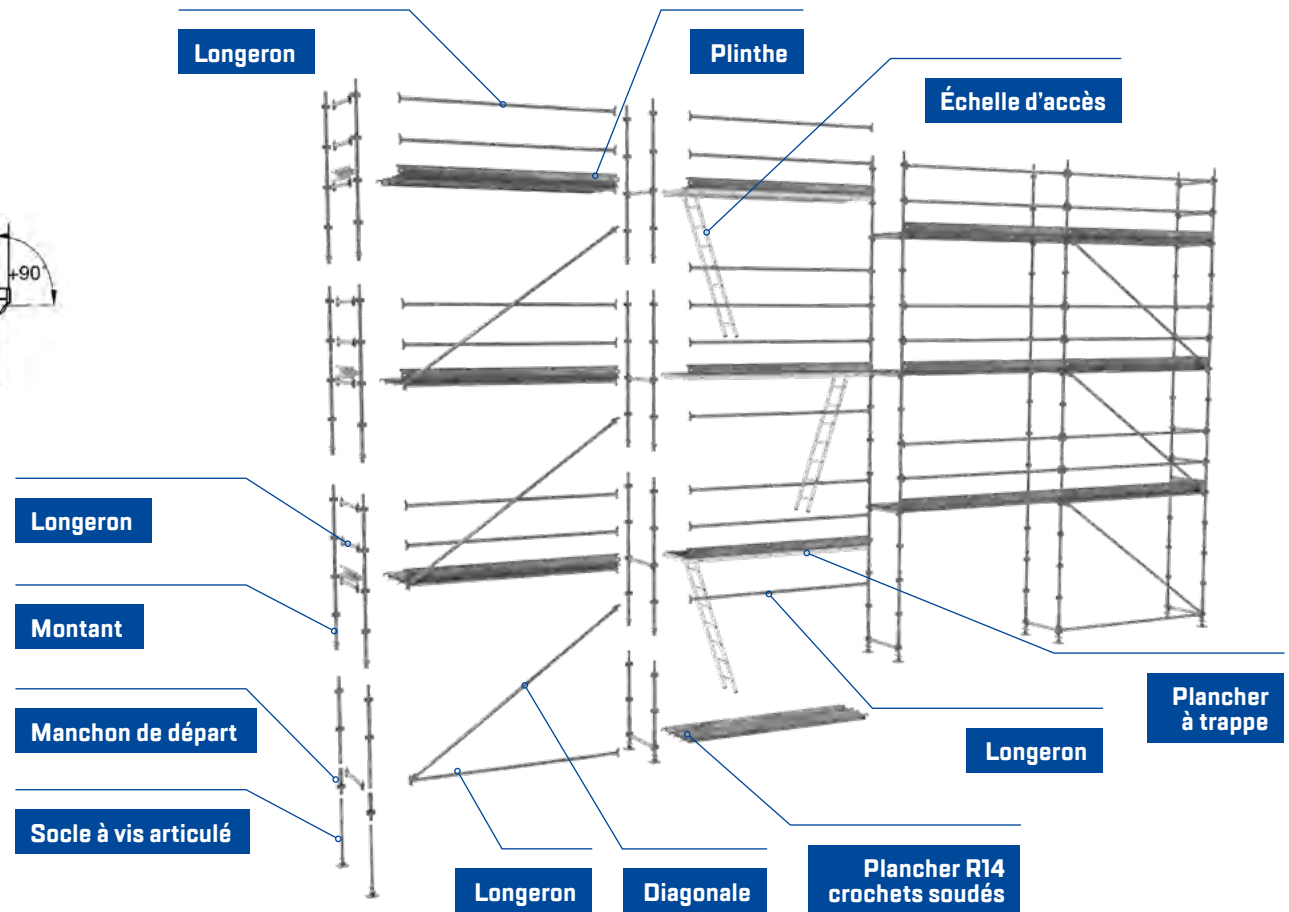 Longeron
Plinthe
Échelle d'accès
+90°
Longeron
Montant
Manchon de départ
Socle à vis articulé
Plancher
à trappe
Longeron
Longeron
Diagonale
Plancher R14
crochets soudés